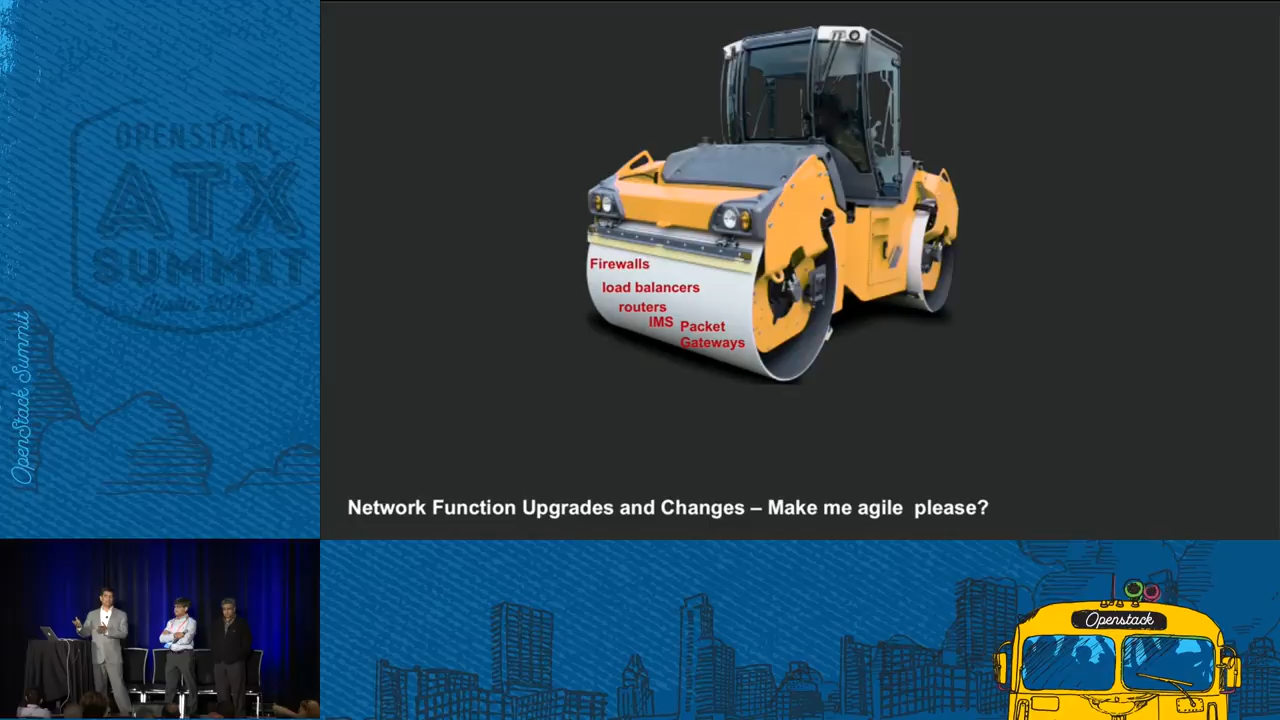 OPENSTACK
ATX
SUMMIT
OpenStack Summit
Firewalls
load balancers
routers
IMS
Packet
Gateways
Network Function Upgrades and Changes – Make me agile  please?
Openstack